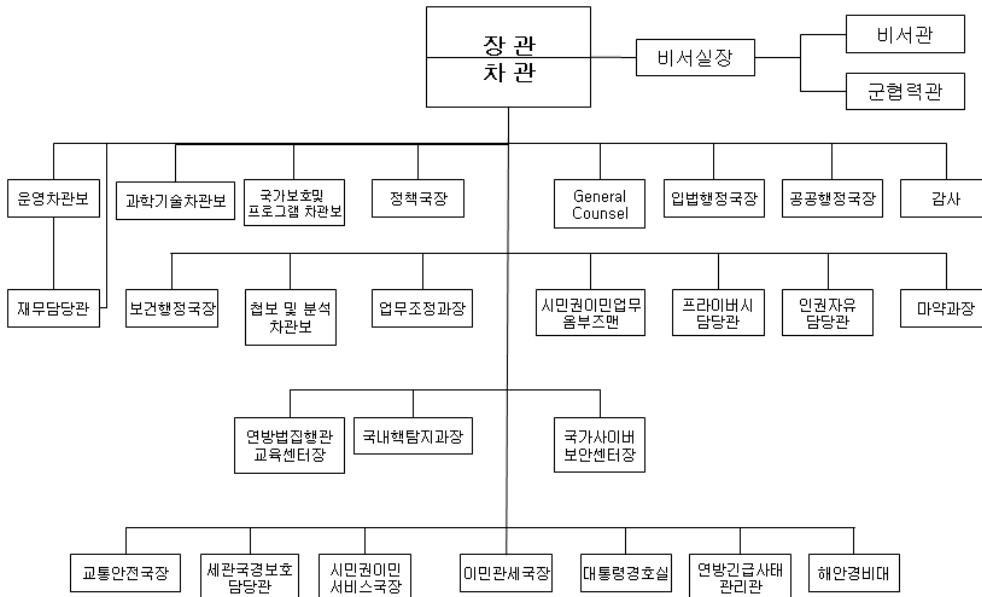 장 관
차 관
비서실장
비서관
군협력관
운영차관보
과학기술차관보
국가보호및
프로그램 차관보
정책국장
General
Counsel
입법행정국장
공공행정국장
감사
재무담당관
보건행정국장
첩보 및 분석
차관보
업무조정과장
시민권이민업무
옴부즈맨
프라이버시
담당관
인권자유
담당관
마약과장
연방법집행관
교육센터장
국내핵탐지과장
국가사이버
보안센터장
교통안전국장
세관국경보호
담당관
시민권이민
서비스국장
이민관세국장
대통령경호실
연방긴급사태
관리관
해안경비대